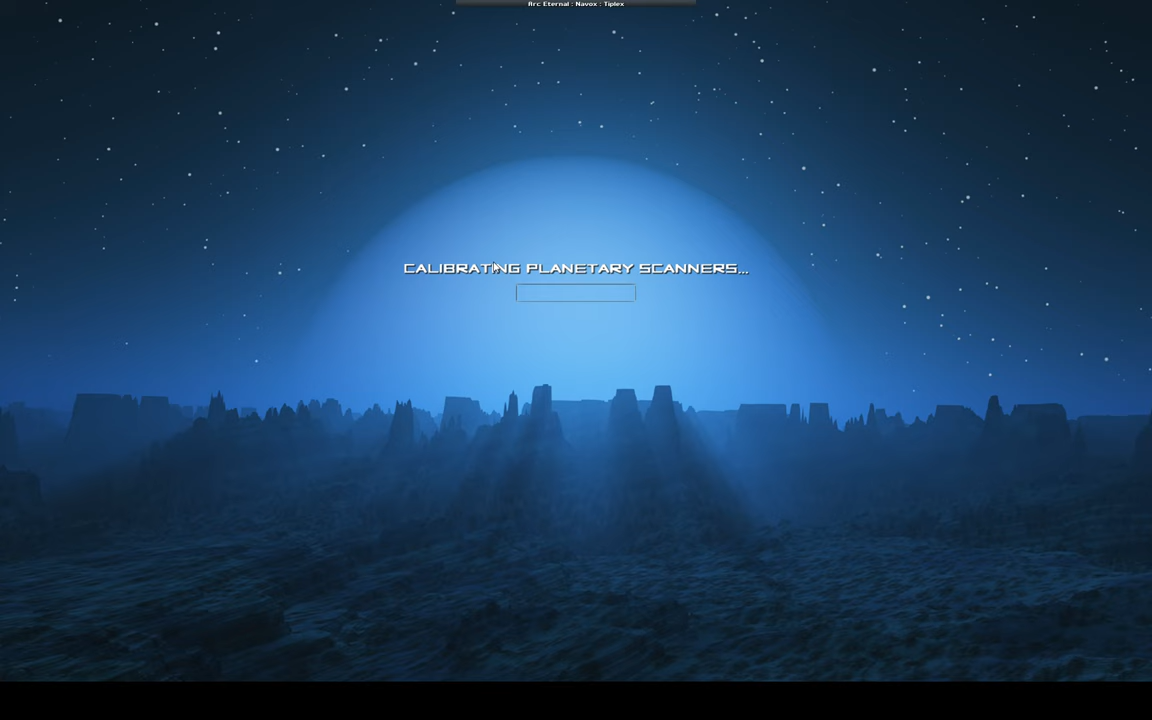 Arc Eternal : Navox : Tiplex
CALIBRATING PLANETARY SCANNERS...